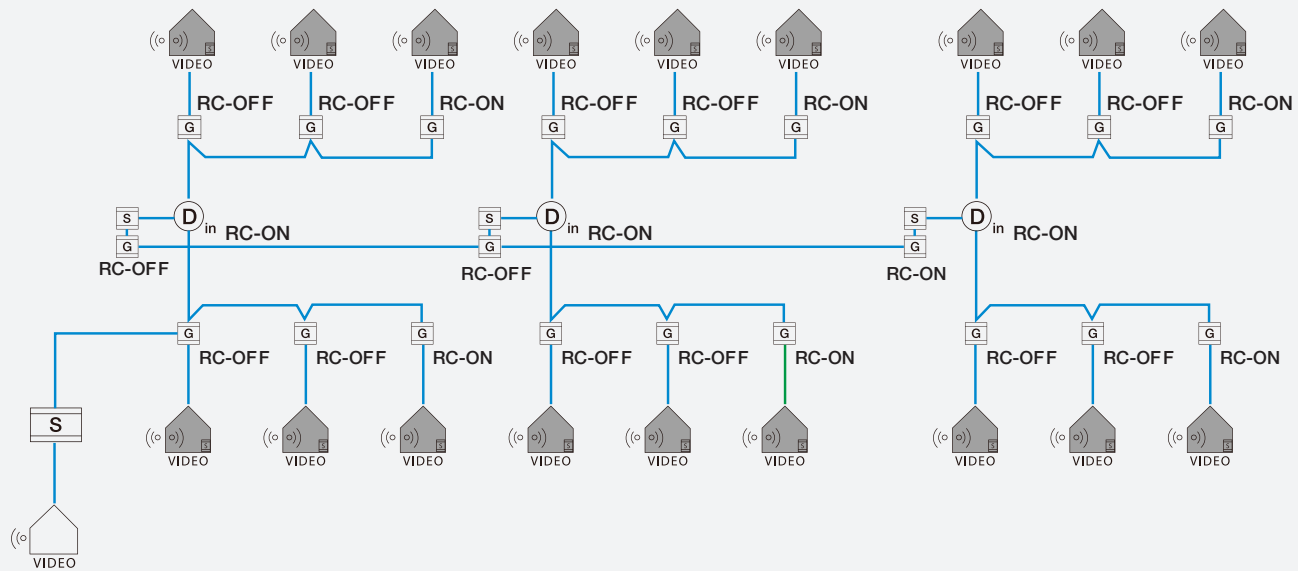 S S S S S S S S S
VIDEO VIDEO VIDEO VIDEO VIDEO VIDEO VIDEO VIDEO VIDEO
RC-OFF RC-OFF RC-ON RC-OFF RC-OFF RC-ON RC-OFF RC-OFF RC-ON
G G G G G G G G G
S D in RC-ON S D in RC-ON S D in RC-ON
G G G
RC-OFF RC-OFF RC-ON
G G G G G G G G G
RC-OFF RC-OFF RC-ON RC-OFF RC-OFF RC-ON RC-OFF RC-OFF RC-ON
S
S S S S S S S S S
VIDEO VIDEO VIDEO VIDEO VIDEO VIDEO VIDEO VIDEO VIDEO
VIDEO